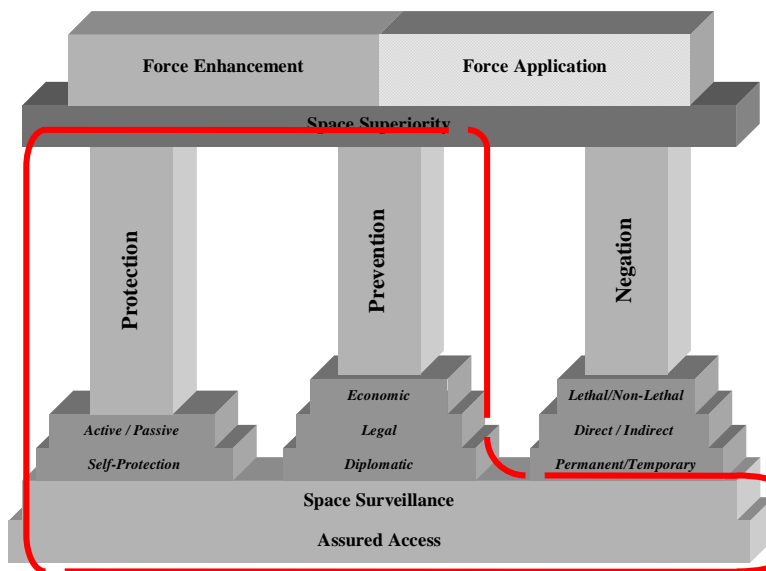 Force Enhancement
Force Application
Space Superiority
Protection
Prevention
Negation
Economic
Lethal/Non-Lethal
Active / Passive
Legal
Direct / Indirect
Self-Protection
Diplomatic
Permanent/Temporary
Space Surveillance
Assured Access